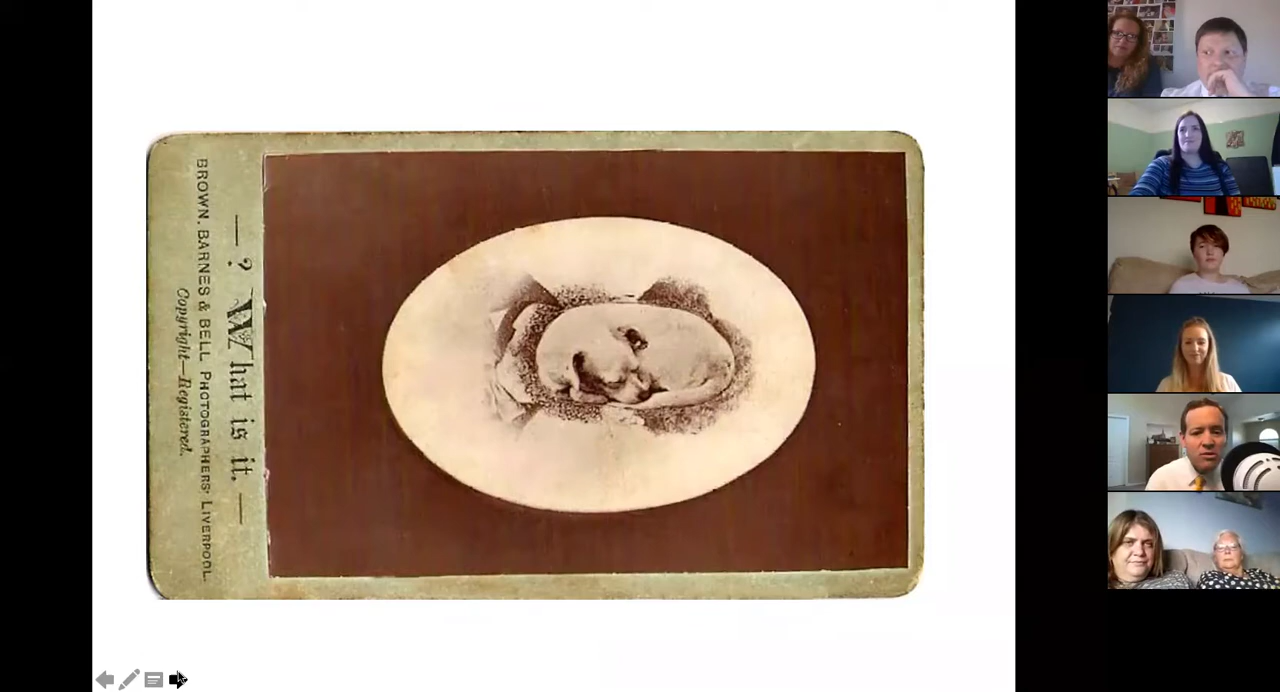 — ? What is it. —
BROWN, BARNES & BELL PHOTOGRAPHERS' LIVERPOOL.
Copyright—Registered.